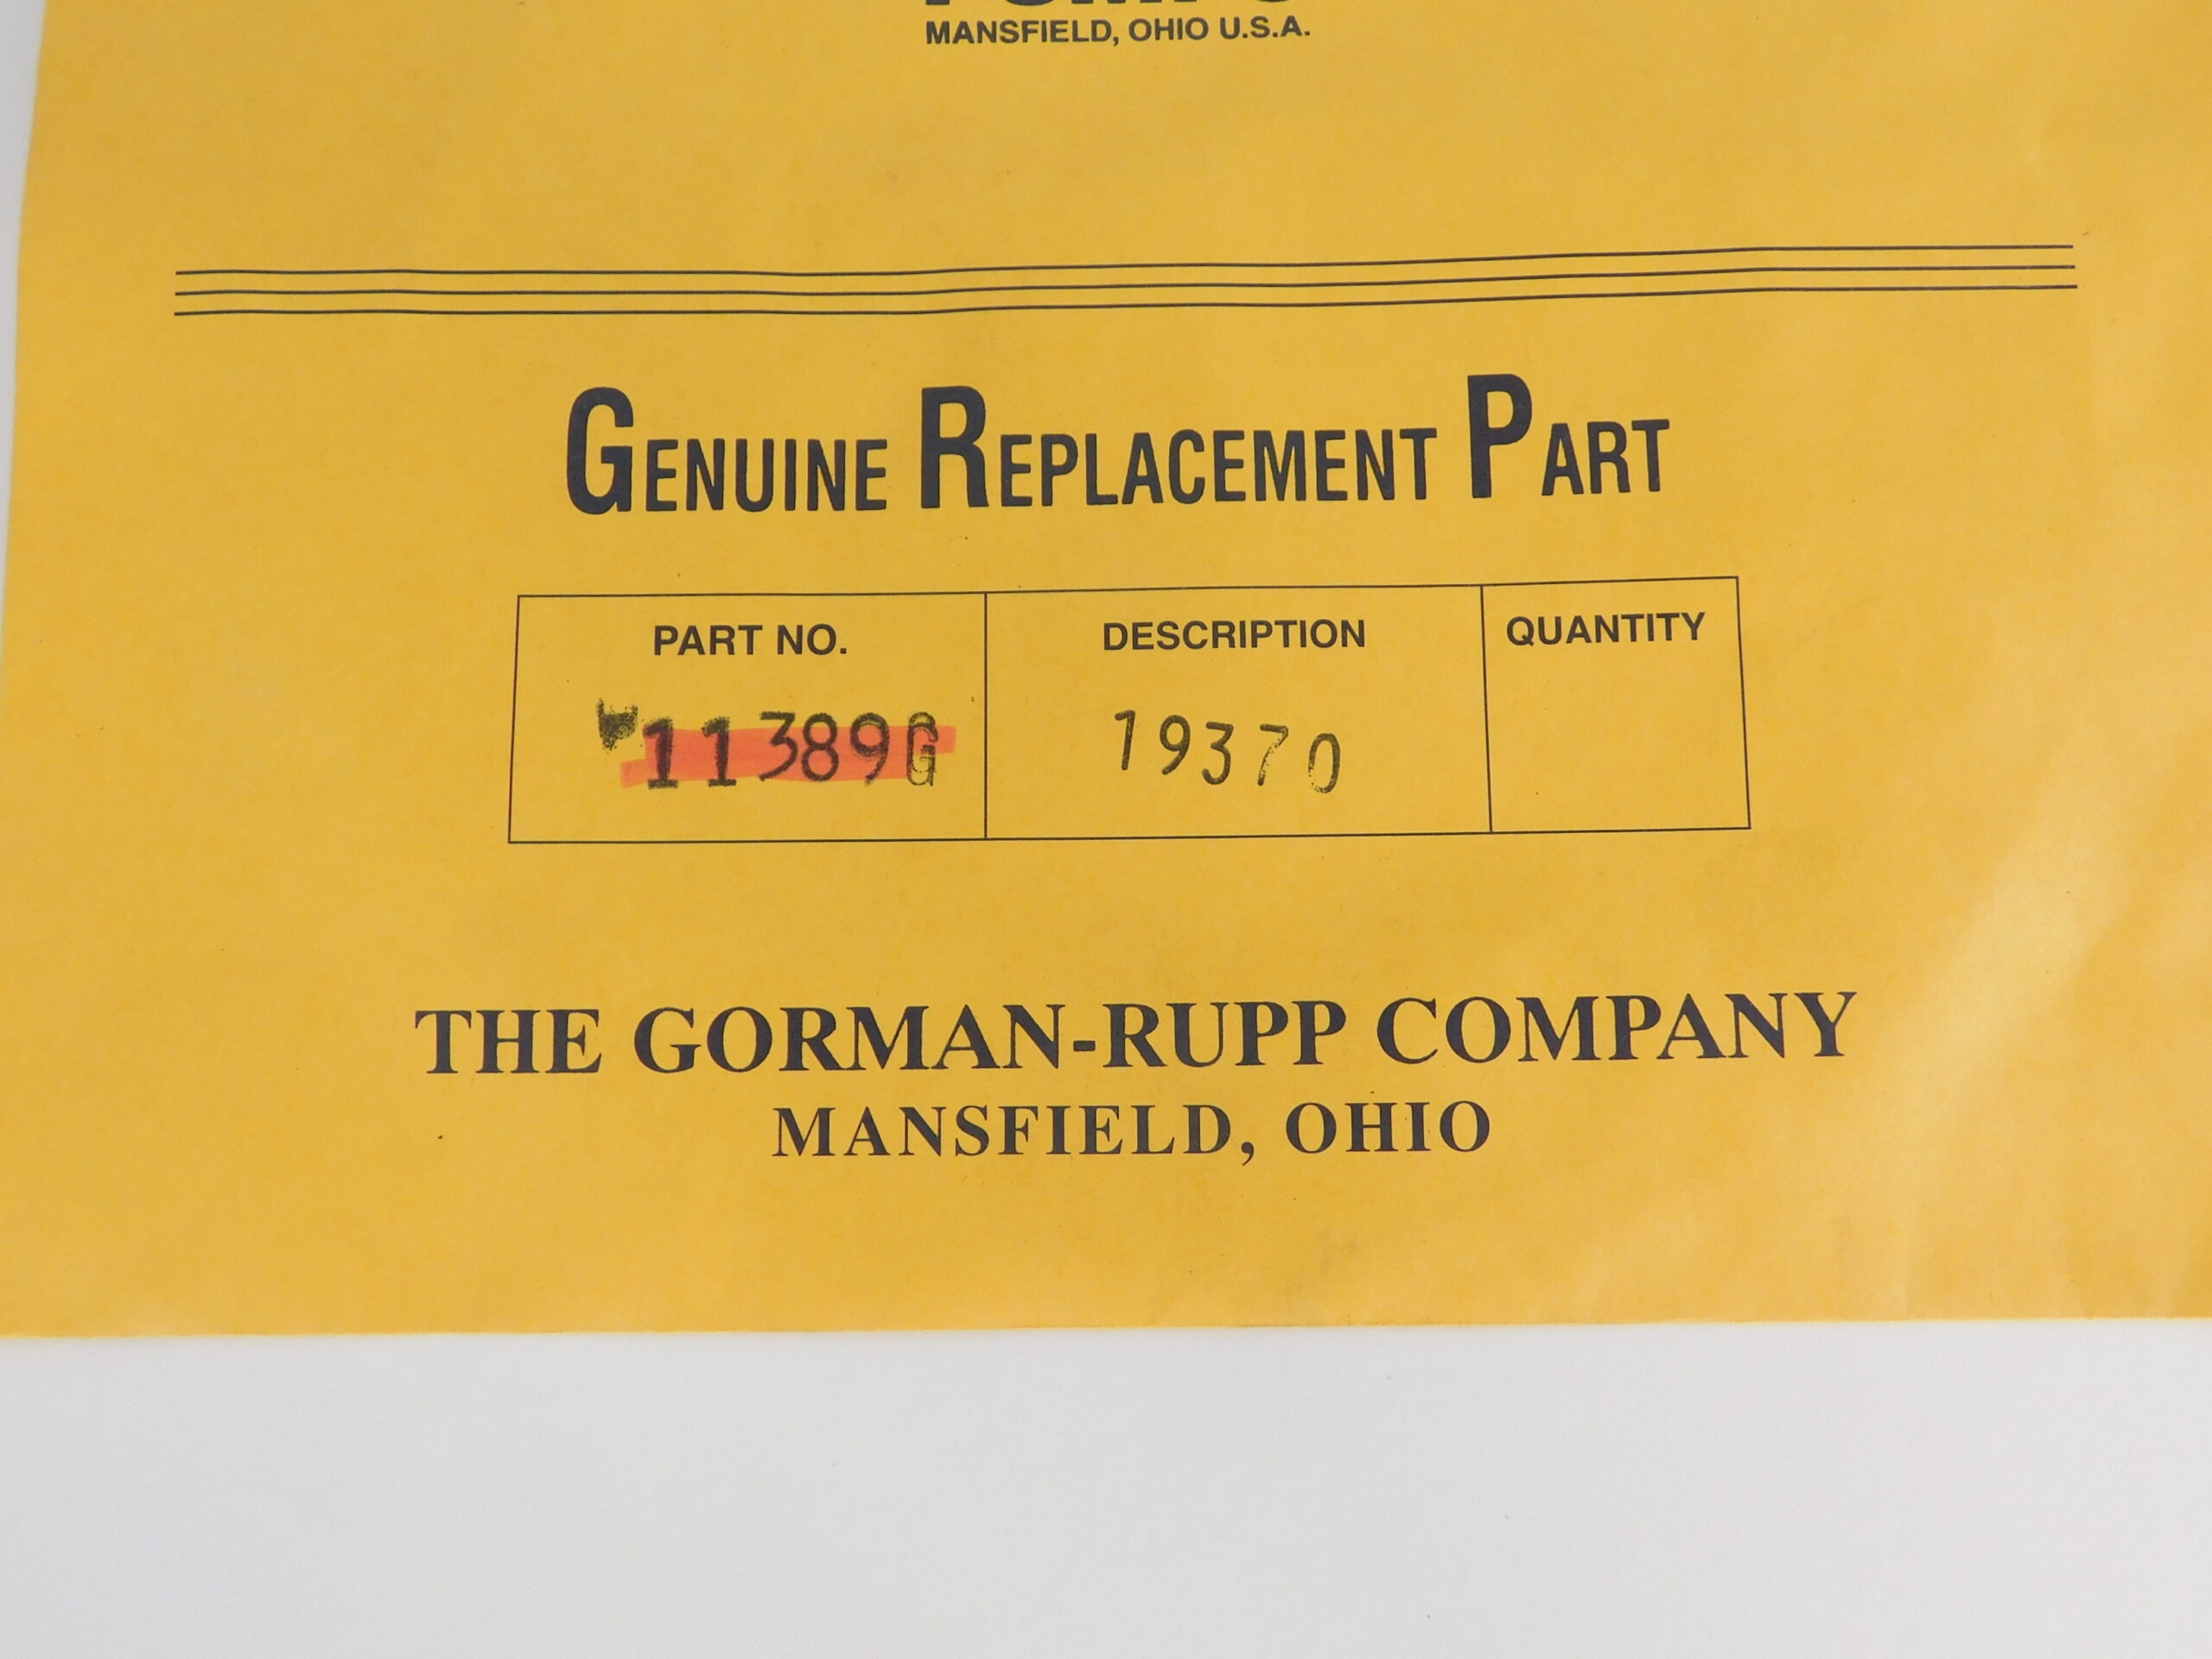 MANSFIELD, OHIO U.S.A.
GENUINE REPLACEMENT PART
PART NO. DESCRIPTION QUANTITY
11389G 19370
THE GORMAN-RUPP COMPANY
MANSFIELD, OHIO